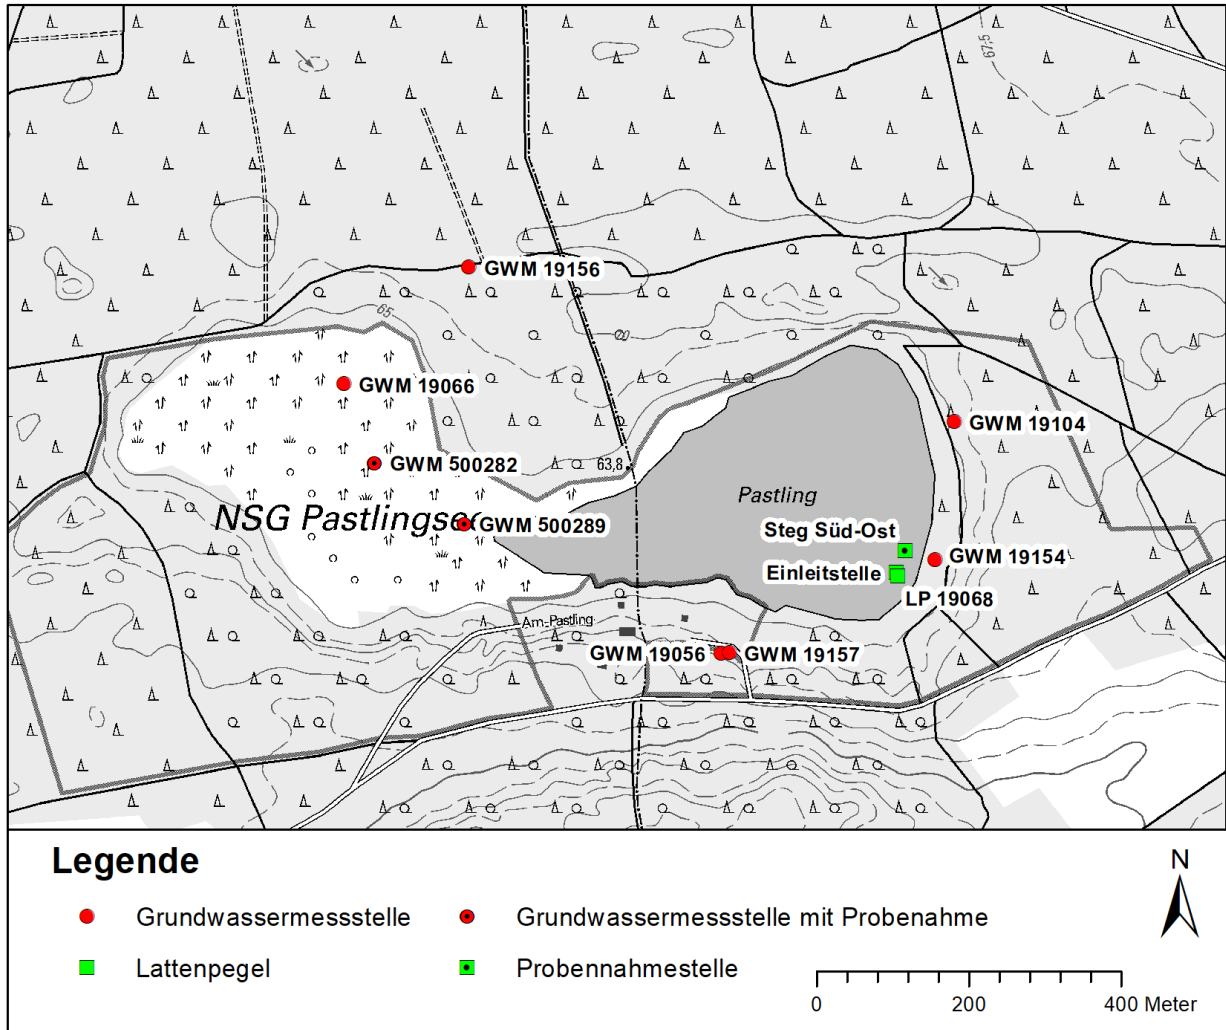 67,5
GWM 19156
65
70
GWM 19066
GWM 19104
GWM 500282
63,8
Pastling
NSG Pastlingsee
GWM 500289
Steg Süd-Ost
GWM 19154
Einleitstelle
LP 19068
Am-Pastling
GWM 19056
GWM 19157
Legende
N
Grundwassermessstelle
Grundwassermessstelle mit Probenahme
Lattenpegel
Probennahmestelle
0
200
400 Meter